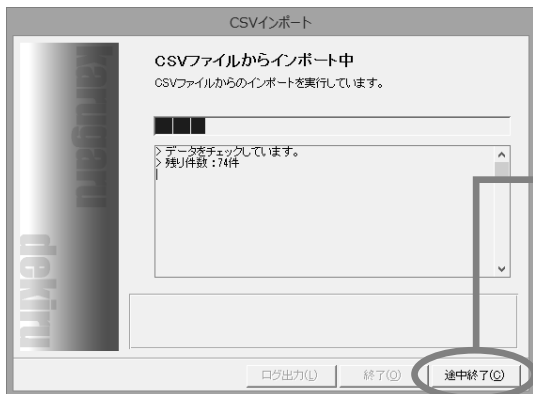 CSVインポート
karugaru
dekiru
CSVファイルからインポート中
CSVファイルからのインポートを実行しています。
> データをチェックしています。
> 残り件数：74件
ログ出力(L)
終了(O)
途中終了(C)